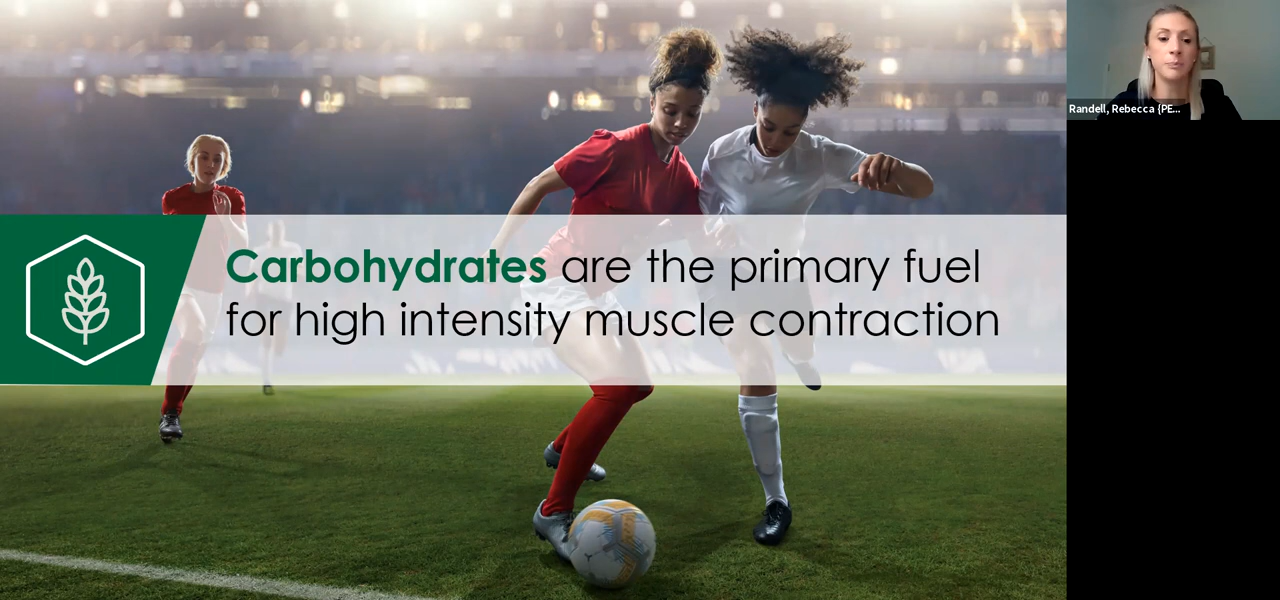 Carbohydrates are the primary fuel
for high intensity muscle contraction
Randell, Rebecca {PE...